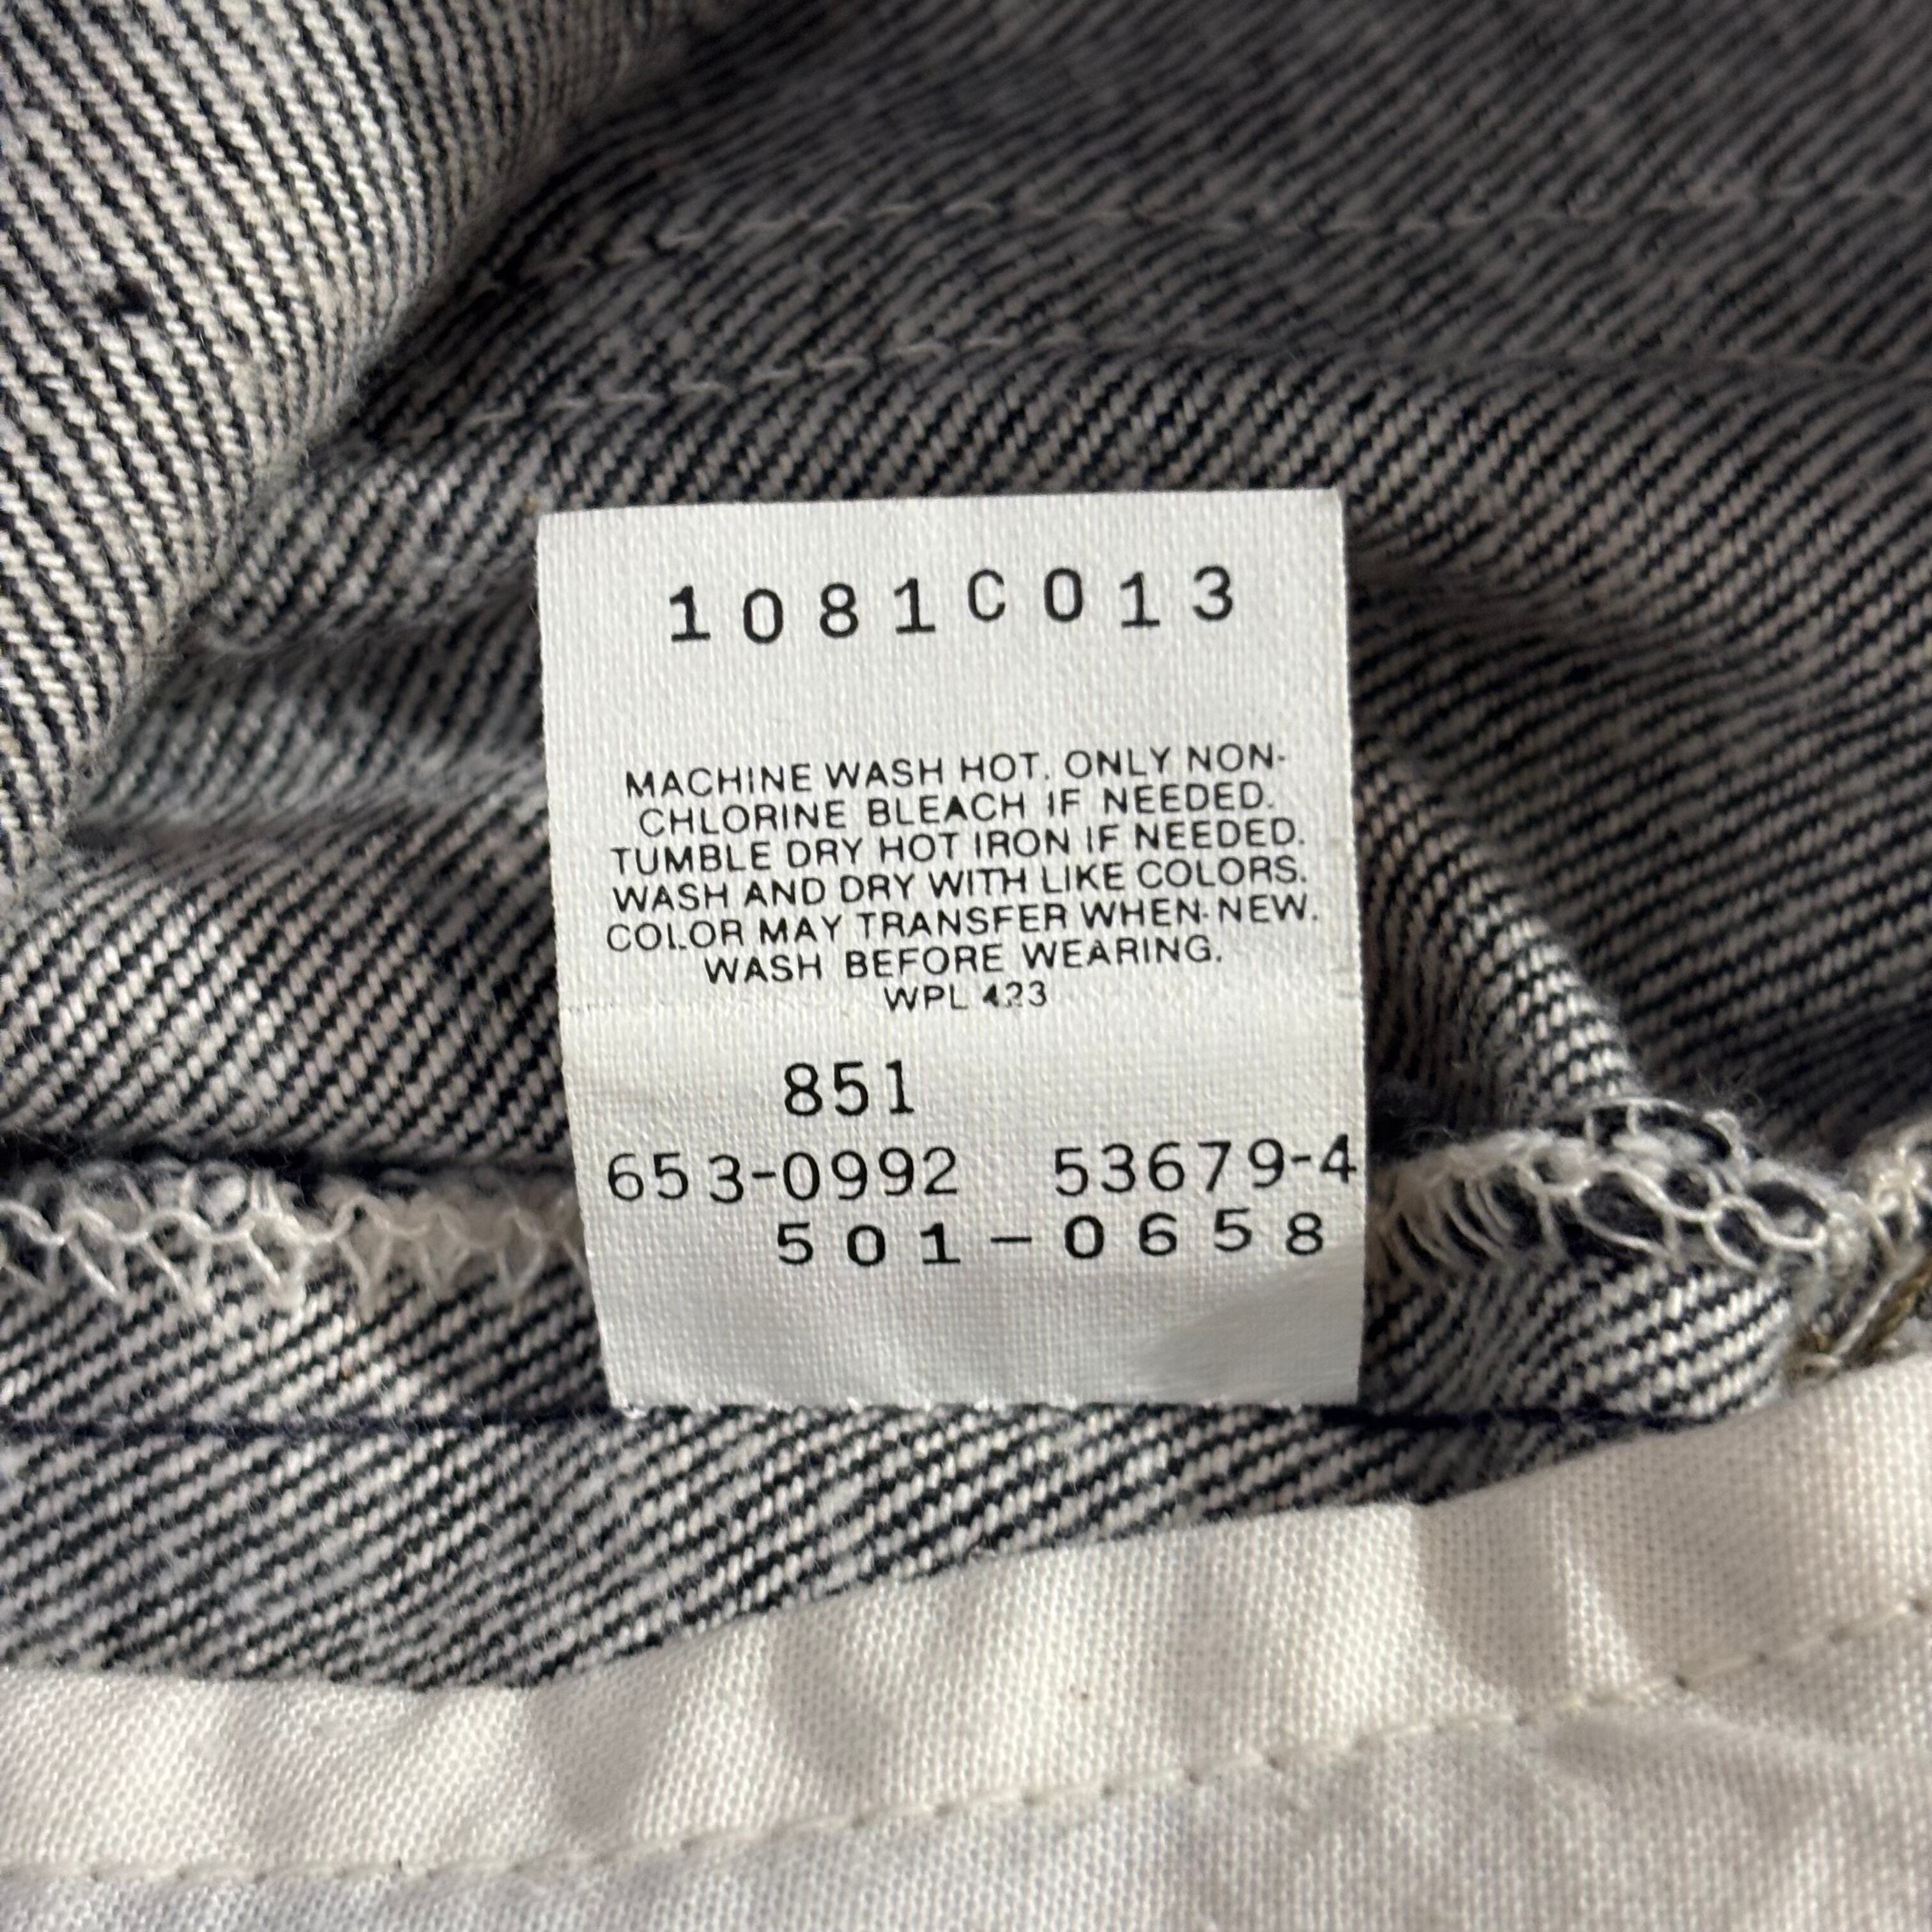 1081C013
MACHINE WASH HOT. ONLY NON-
CHLORINE BLEACH IF NEEDED.
TUMBLE DRY HOT IRON IF NEEDED.
WASH AND DRY WITH LIKE COLORS.
COLOR MAY TRANSFER WHEN NEW.
WASH BEFORE WEARING.
WPL 423
851
653-0992 53679-4
501-0658